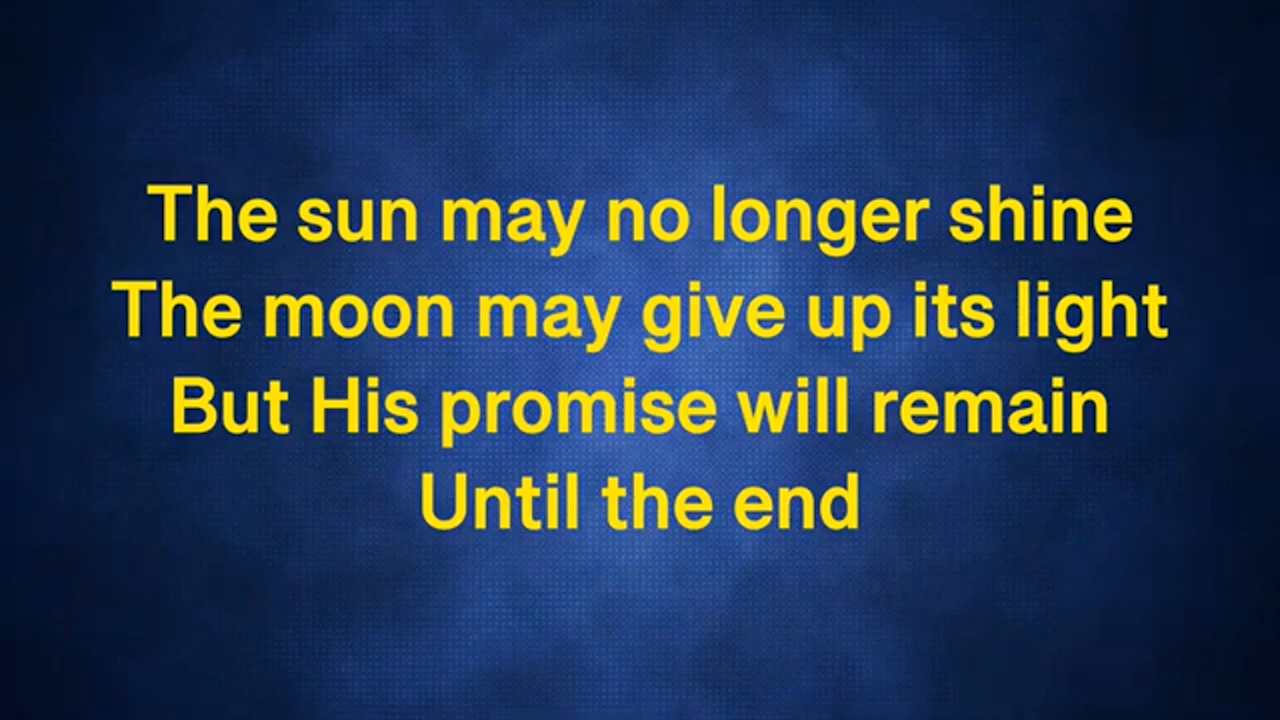 The sun may no longer shine
The moon may give up its light
But His promise will remain
Until the end